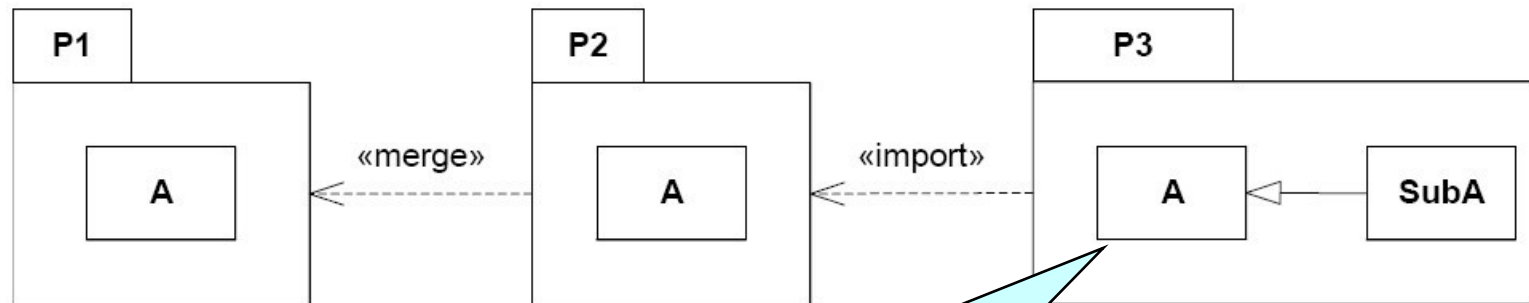 P1
P2
P3
«merge»
«import»
A
A
A
SubA